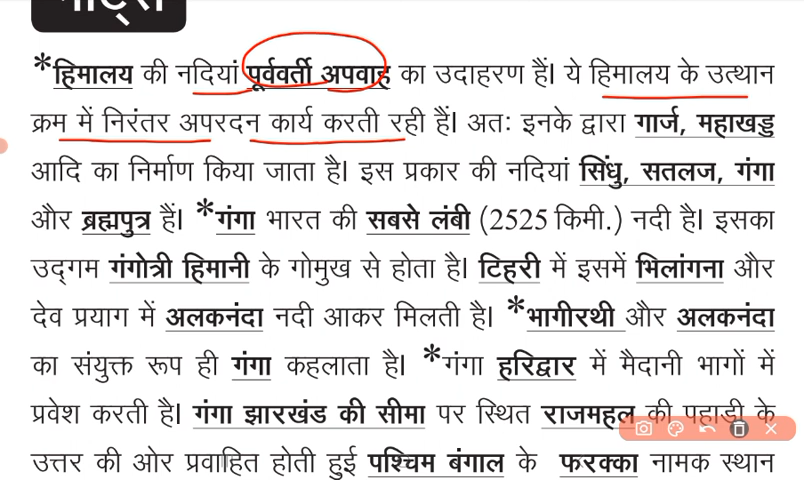 नोट्स
*हिमालय की नदियां पूर्ववर्ती अपवाह का उदाहरण हैं। ये हिमालय के उत्थान
क्रम में निरंतर अपरदन कार्य करती रही हैं। अतः इनके द्वारा गार्ज, महाखड्ड
आदि का निर्माण किया जाता है। इस प्रकार की नदियां सिंधु, सतलज, गंगा
और ब्रह्मपुत्र हैं। *गंगा भारत की सबसे लंबी (2525 किमी.) नदी है। इसका
उद्गम गंगोत्री हिमानी के गोमुख से होता है। टिहरी में इसमें भिलांगना और
देव प्रयाग में अलकनंदा नदी आकर मिलती है। *भागीरथी और अलकनंदा
का संयुक्त रूप ही गंगा कहलाता है। *गंगा हरिद्वार में मैदानी भागों में
प्रवेश करती है। गंगा झारखंड की सीमा पर स्थित राजमहल की पहाड़ी के
उत्तर की ओर प्रवाहित होती हुई पश्चिम बंगाल के फरक्का नामक स्थान